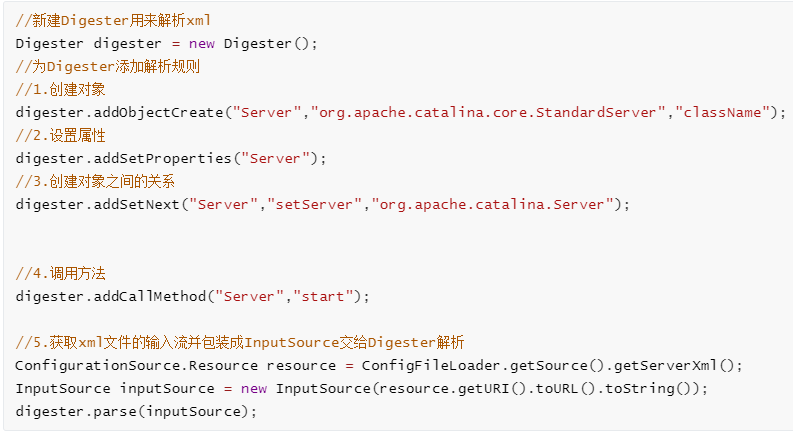 //新建Digester用来解析xml
Digester digester = new Digester();
//为Digester添加解析规则
//1.创建对象
digester.addObjectCreate("Server","org.apache.catalina.core.StandardServer","className");
//2.设置属性
digester.addSetProperties("Server");
//3.创建对象之间的关系
digester.addSetNext("Server","setServer","org.apache.catalina.Server");
//4.调用方法
digester.addCallMethod("Server","start");
//5.获取xml文件的输入流并包装成InputSource交给Digester解析
ConfigurationSource.Resource resource = ConfigFileLoader.getSource().getServerXml();
InputSource inputSource = new InputSource(resource.getURI().toURL().toString());
digester.parse(inputSource);